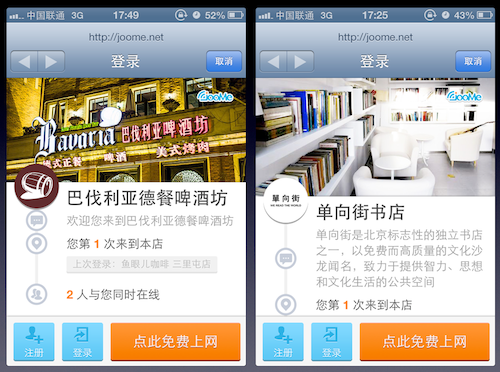 中国联通 3G 17:49 52%
http://joome.net
登录
取消
JooMe
Bavaria 巴伐利亚啤酒坊
式正餐 啤酒 美式烤肉
巴伐利亚德餐啤酒坊
欢迎您来到巴伐利亚德餐啤酒坊
您第 1 次来到本店
上次登录：鱼眼儿咖啡 三里屯店
2 人与您同时在线
注册
登录
点此免费上网
中国联通 3G 17:25 43%
http://joome.net
登录
取消
JooMe
單向街
WE READ THE WORLD
单向街书店
单向街是北京标志性的独立书店
之一，以免费而高质量的文化沙
龙闻名，致力于提供智力、思想
和文化生活的公共空间
您第 1 次来到本店
注册
登录
点此免费上网